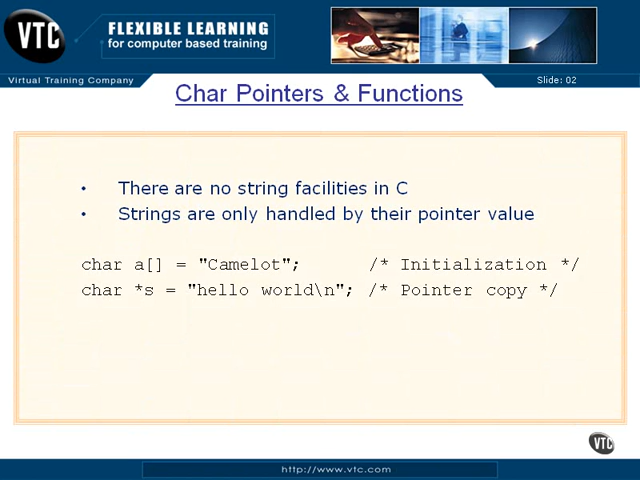 VTC
FLEXIBLE LEARNING
for computer based training
Virtual Training Company
Slide: 02
Char Pointers & Functions
• There are no string facilities in C
• Strings are only handled by their pointer value
char a[] = "Camelot"; /* Initialization */
char *s = "hello world\n"; /* Pointer copy */
VTC
http://www.vtc.com